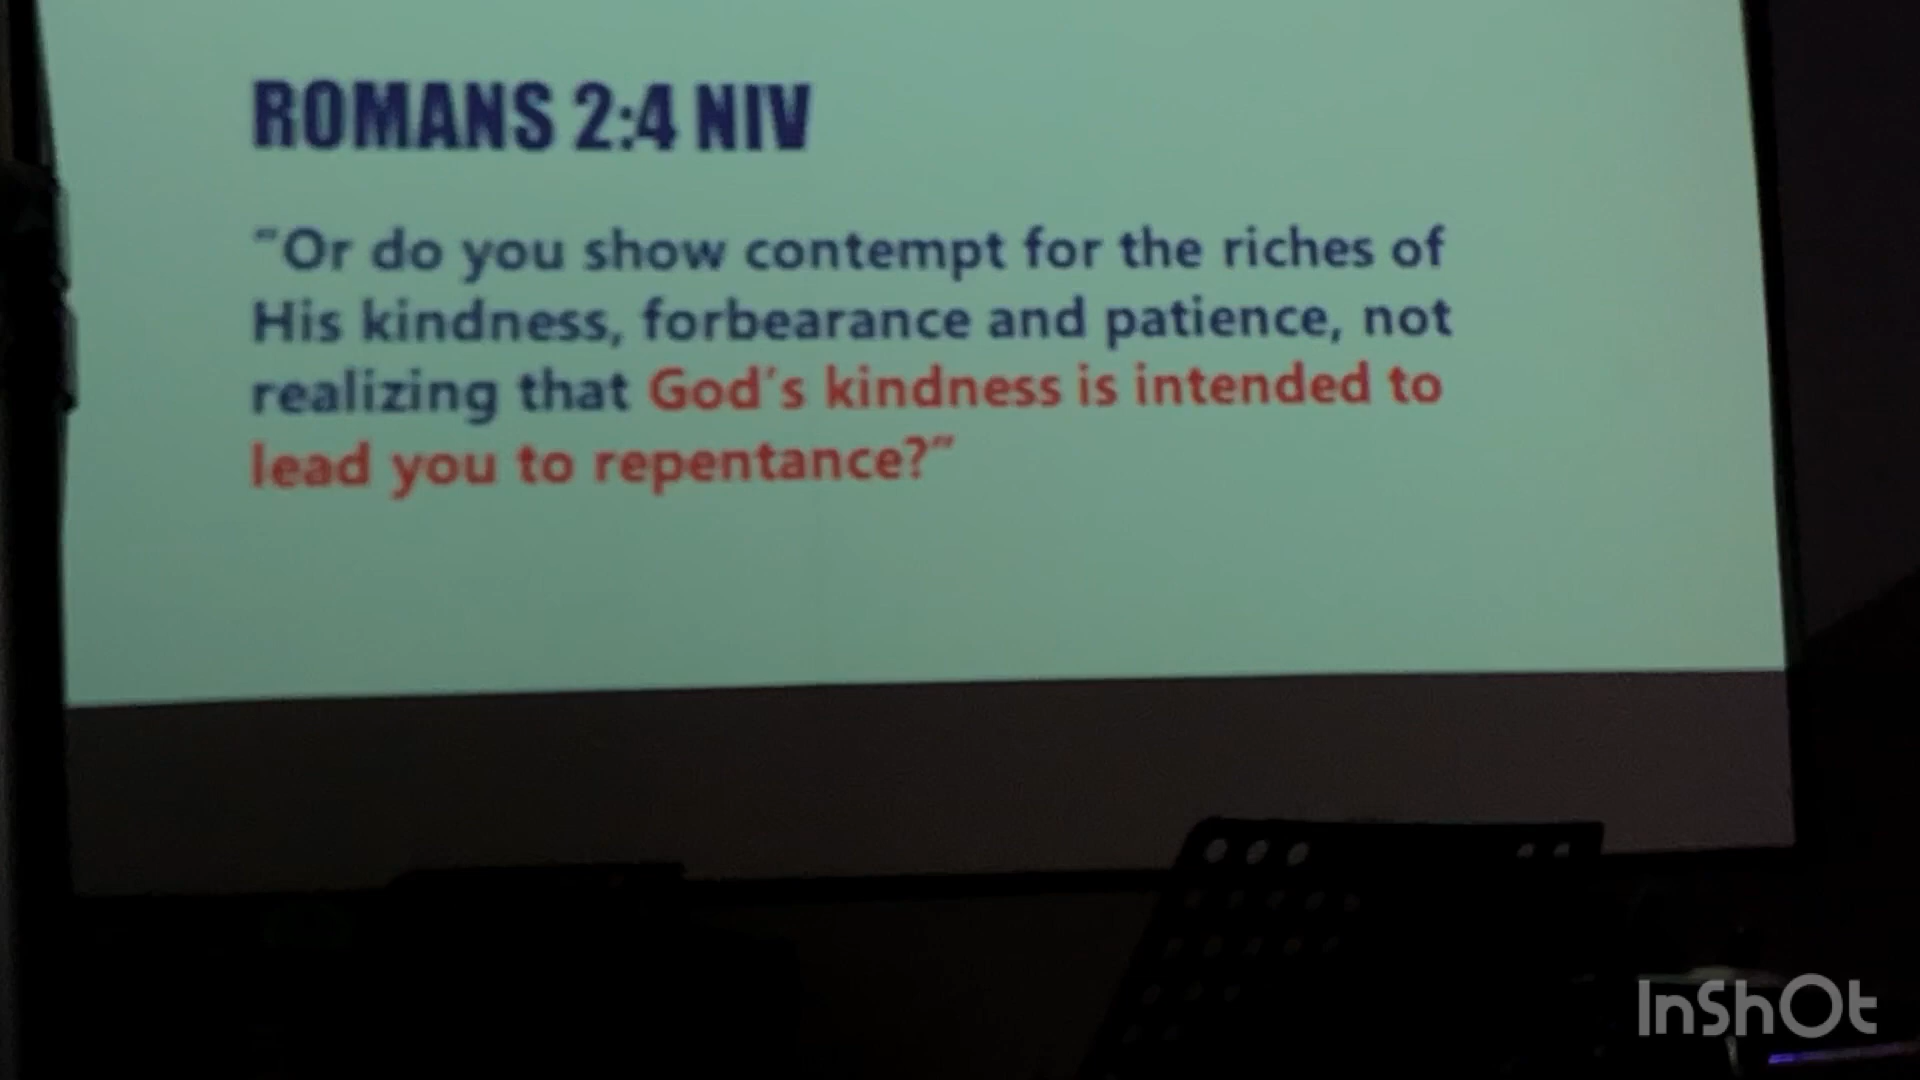 ROMANS 2:4 NIV
"Or do you show contempt for the riches of
His kindness, forbearance and patience, not
realizing that God's kindness is intended to
lead you to repentance?"
InShOt